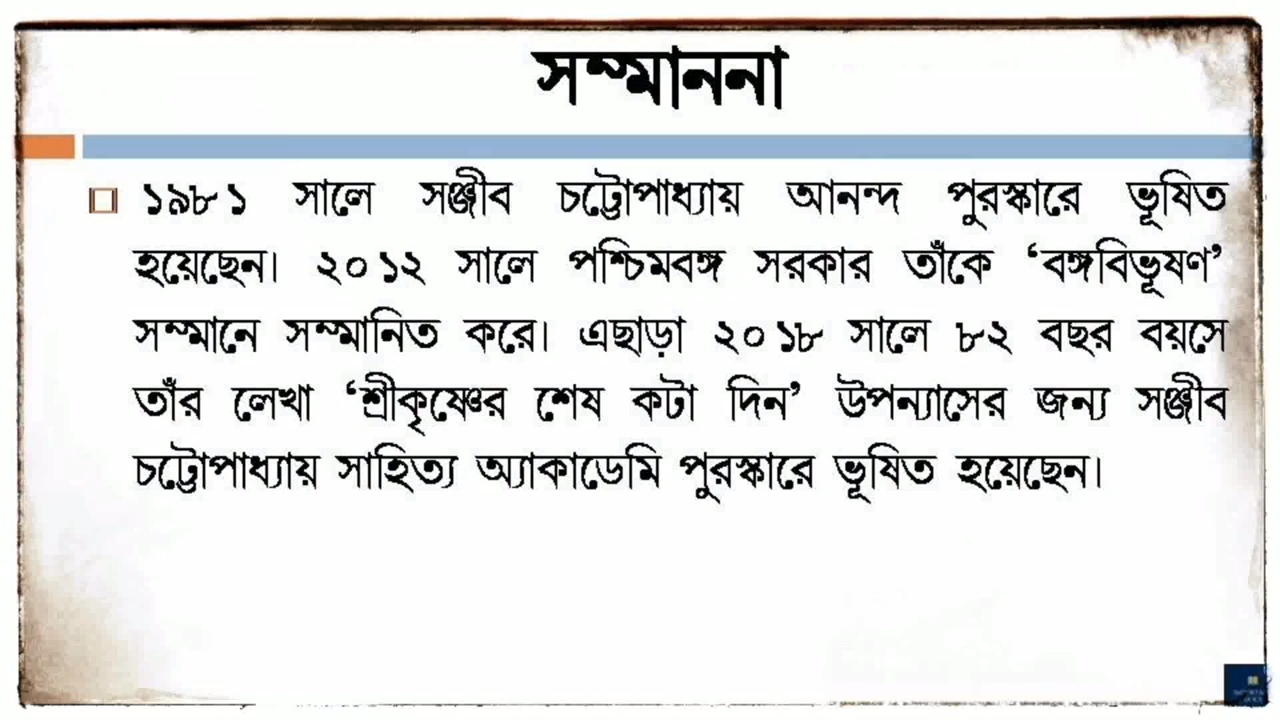 সম্মাননা
১৯৮১ সালে সঞ্জীব চট্টোপাধ্যায় আনন্দ পুরস্কারে ভূষিত
হয়েছেন। ২০১২ সালে পশ্চিমবঙ্গ সরকার তাঁকে ‘বঙ্গবিভূষণ’
সম্মানে সম্মানিত করে। এছাড়া ২০১৮ সালে ৮২ বছর বয়সে
তাঁর লেখা ‘শ্রীকৃষ্ণের শেষ কটা দিন’ উপন্যাসের জন্য সঞ্জীব
চট্টোপাধ্যায় সাহিত্য অ্যাকাডেমি পুরস্কারে ভূষিত হয়েছেন।